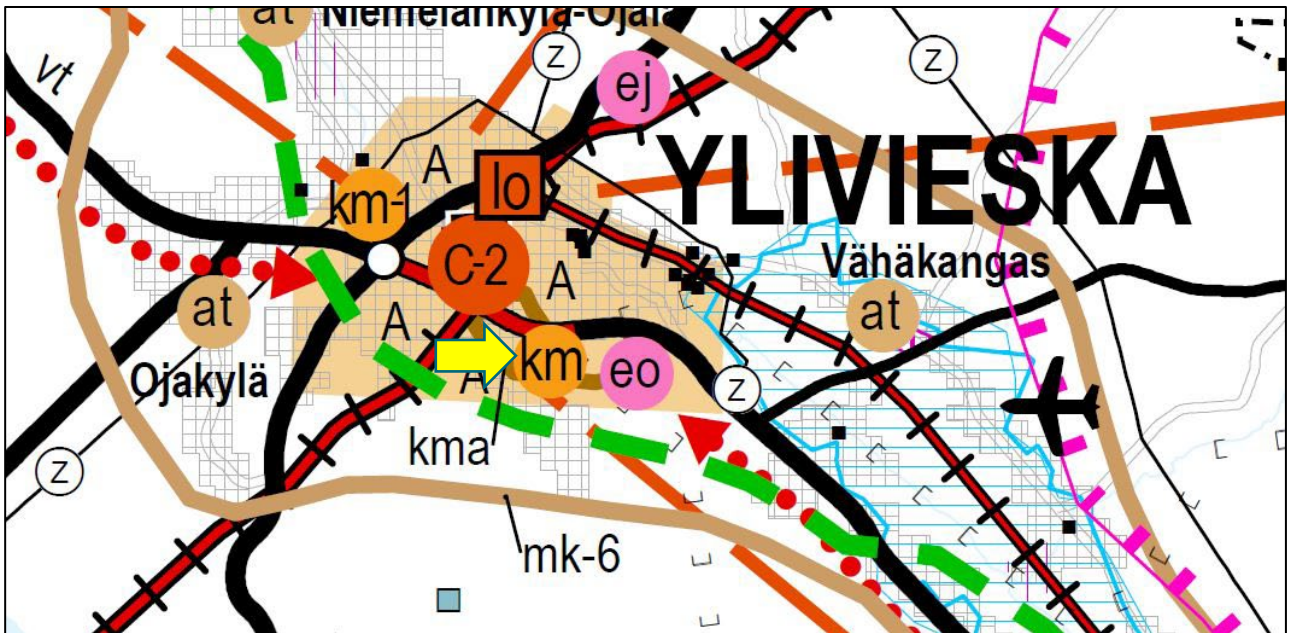 at
Niemelänkylä-Ojala
vt
z
z
ej
YLIVIESKA
A
lo
km-1
C-2
A
Vähäkangas
at
at
A
Ojakylä
km
eo
A
z
kma
z
mk-6